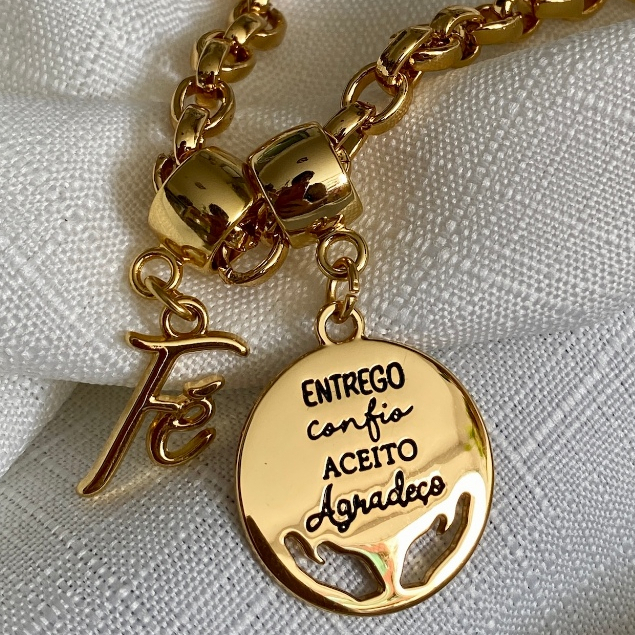 Fé
ENTREGO
confio
ACEITO
Agradeço